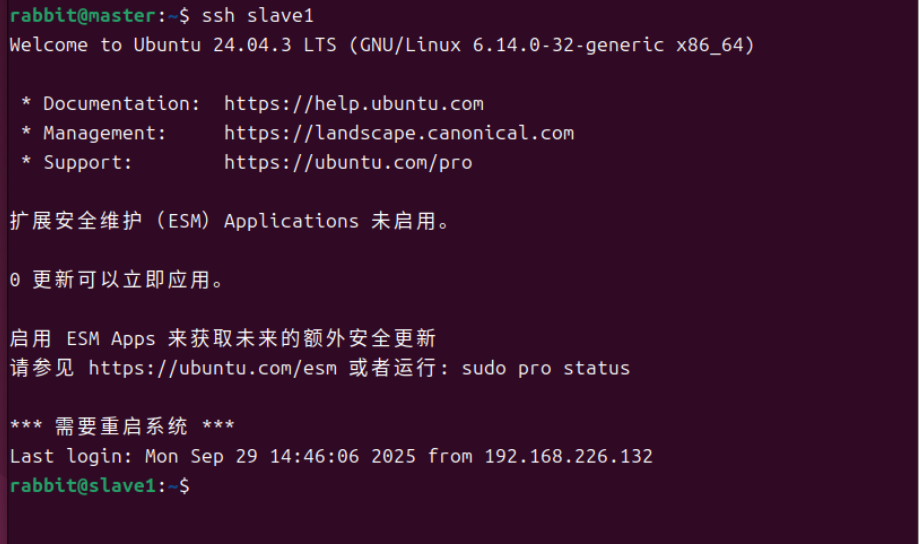 rabbit@master:~$ ssh slave1
Welcome to Ubuntu 24.04.3 LTS (GNU/Linux 6.14.0-32-generic x86_64)
* Documentation:  https://help.ubuntu.com
* Management:     https://landscape.canonical.com
* Support:        https://ubuntu.com/pro
扩展安全维护（ESM）Applications 未启用。
0 更新可以立即应用。
启用 ESM Apps 来获取未来的额外安全更新
请参见 https://ubuntu.com/esm 或者运行: sudo pro status
*** 需要重启系统 ***
Last login: Mon Sep 29 14:46:06 2025 from 192.168.226.132
rabbit@slave1:~$